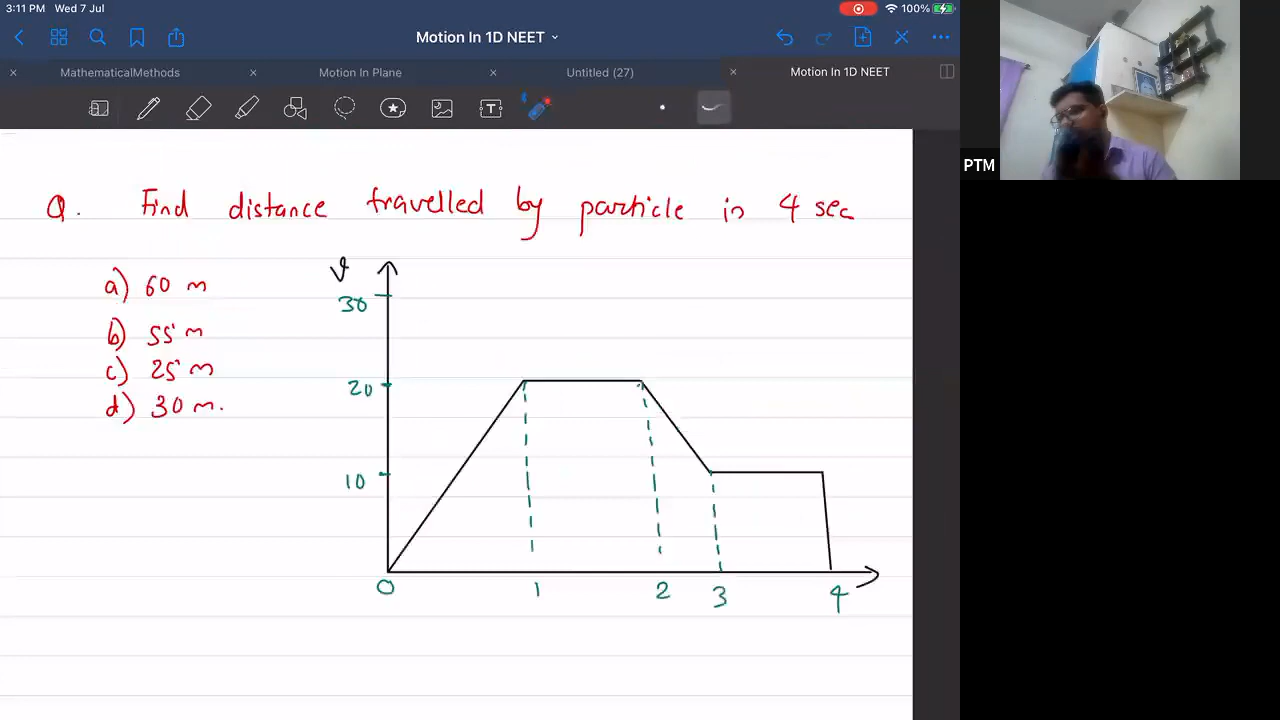 3:11 PM Wed 7 Jul
100%
Motion In 1D NEET
MathematicalMethods
Motion In Plane
Untitled (27)
Motion In 1D NEET
T
PTM
Q. Find distance travelled by particle in 4 sec
a) 60 m
b) 55 m
c) 25 m
d) 30 m.
v
30
20
10
0 1 2 3 4